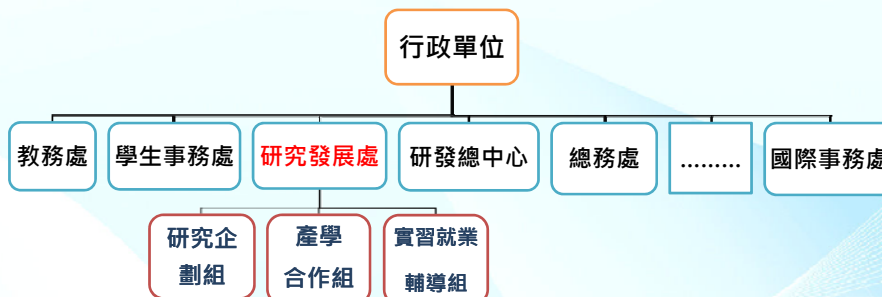 行政單位
教務處
學生事務處
研究發展處
研發總中心
總務處
.........
國際事務處
研究企
劃組
產學
合作組
實習就業
輔導組